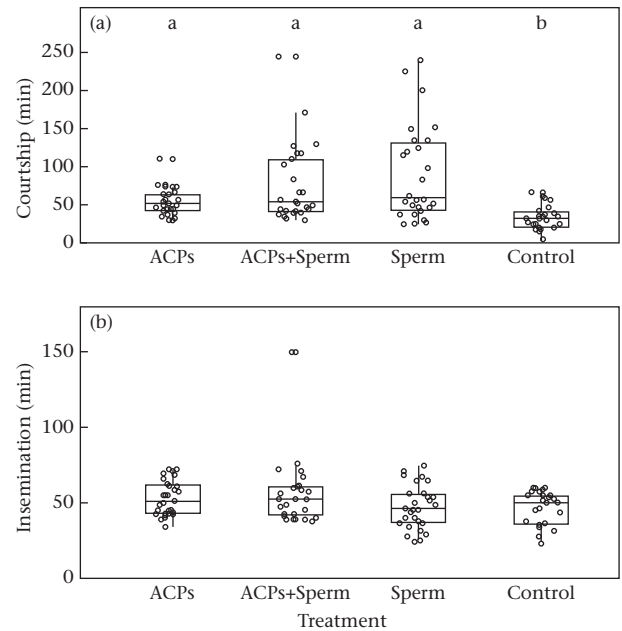 (a) a a a b
250
200
150
100
50
0
Courtship (min)
ACPs ACPs+Sperm Sperm Control
(b)
150
100
50
0
Insemination (min)
ACPs ACPs+Sperm Sperm Control
Treatment